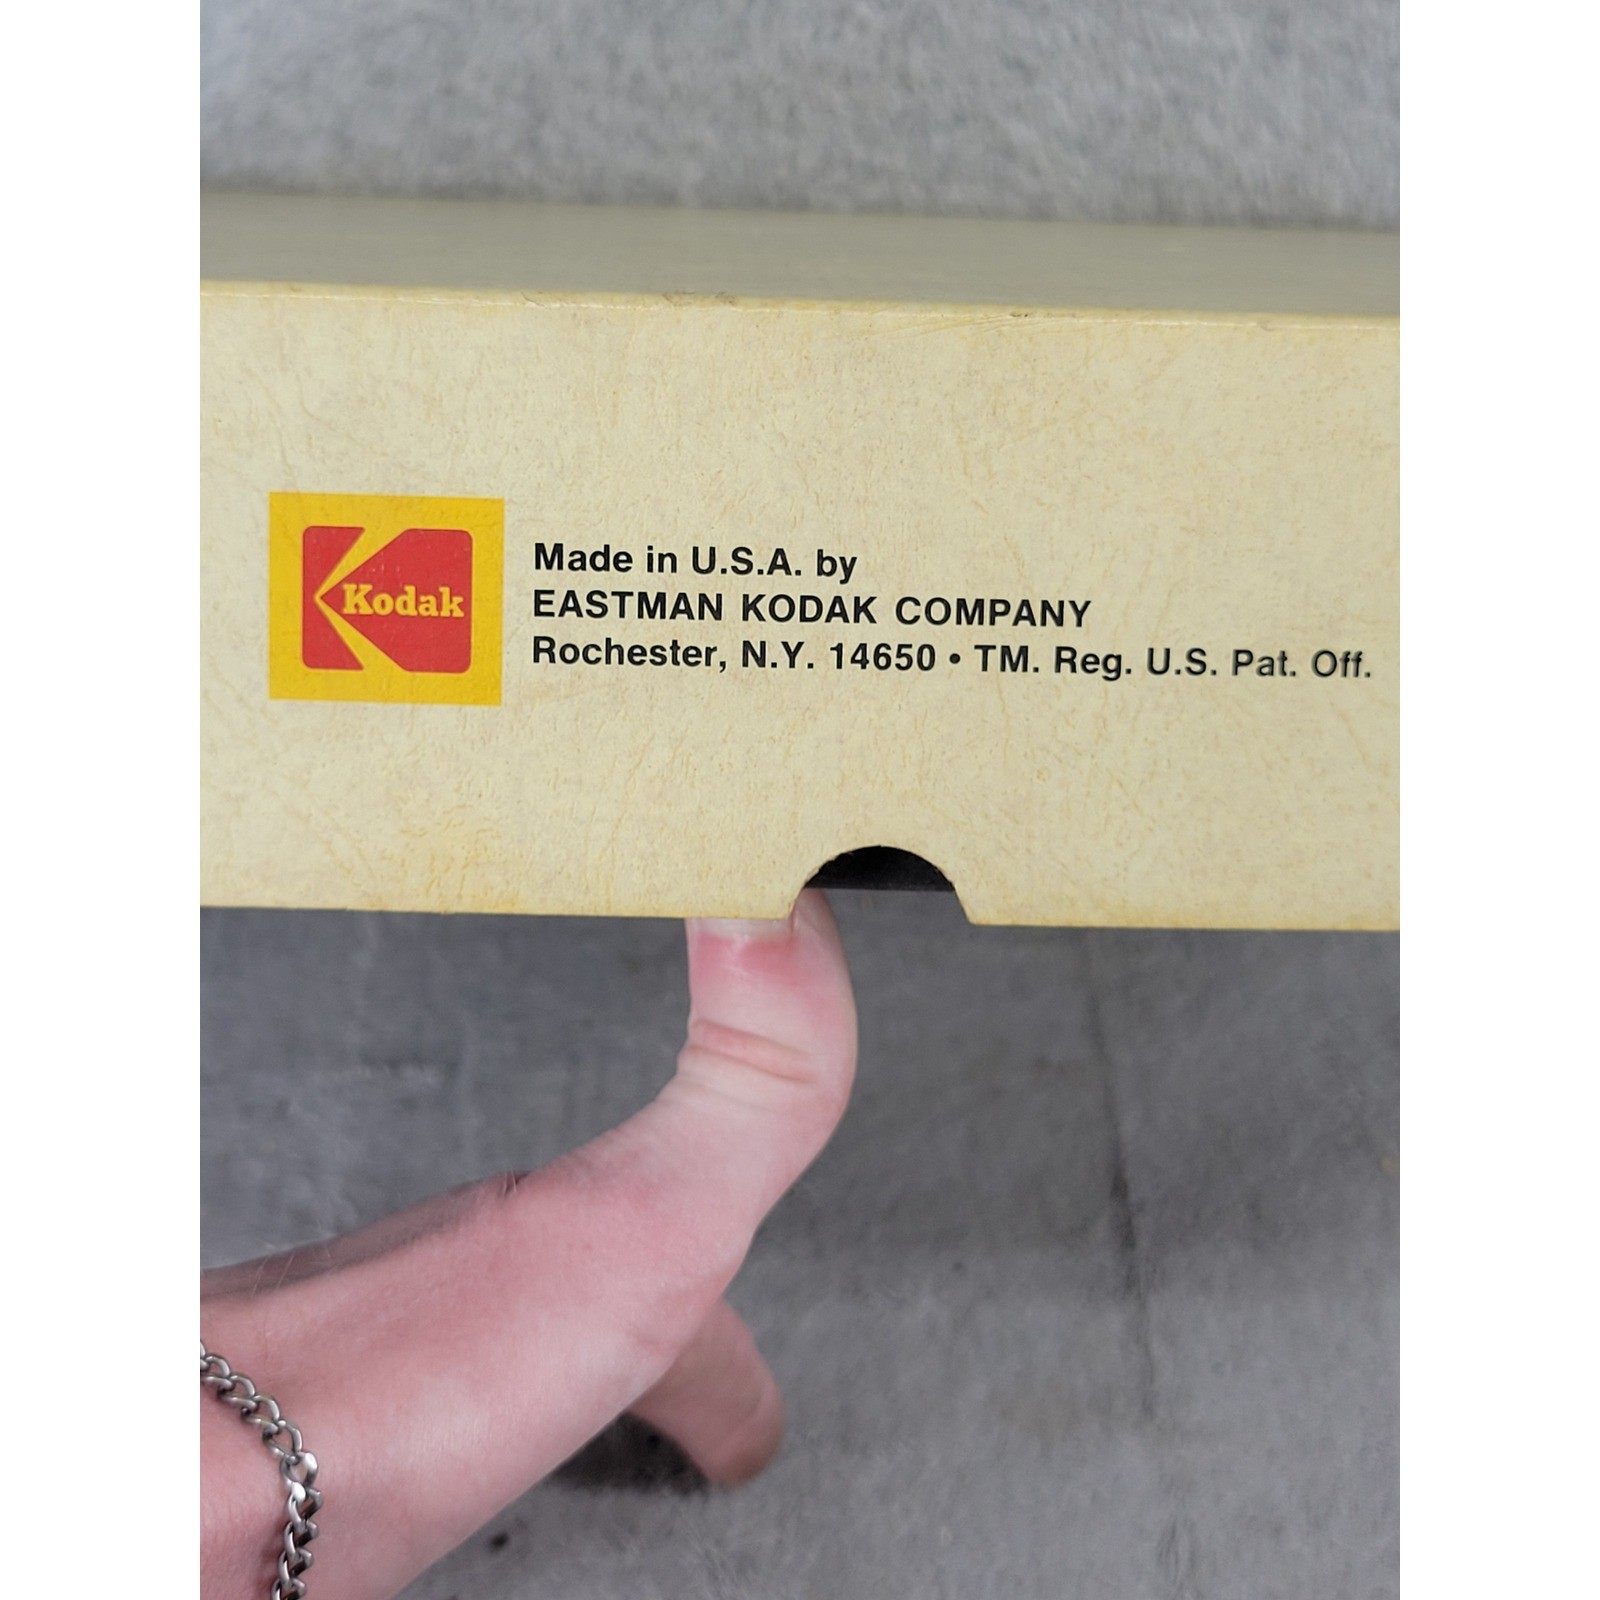 Kodak
Made in U.S.A. by
EASTMAN KODAK COMPANY
Rochester, N.Y. 14650 • TM. Reg. U.S. Pat. Off.